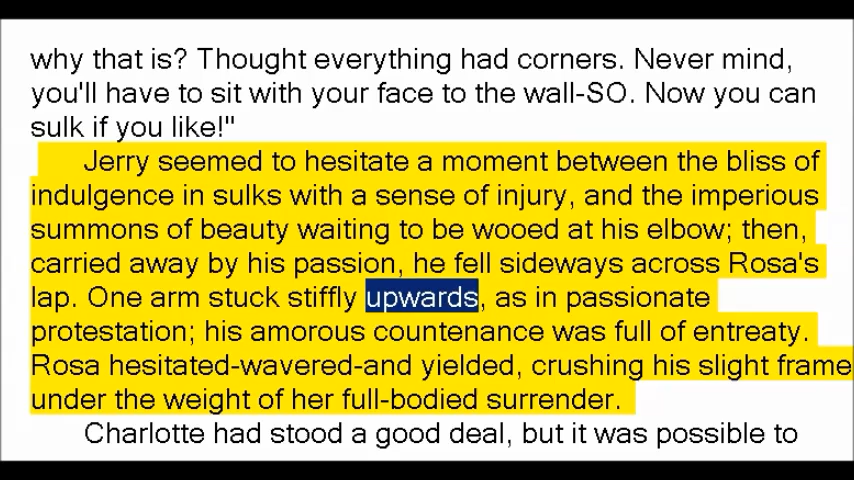 why that is? Thought everything had corners. Never mind,
you'll have to sit with your face to the wall-SO. Now you can
sulk if you like!"
Jerry seemed to hesitate a moment between the bliss of
indulgence in sulks with a sense of injury, and the imperious
summons of beauty waiting to be wooed at his elbow; then,
carried away by his passion, he fell sideways across Rosa's
lap. One arm stuck stiffly upwards, as in passionate
protestation; his amorous countenance was full of entreaty.
Rosa hesitated-wavered-and yielded, crushing his slight frame
under the weight of her full-bodied surrender.
Charlotte had stood a good deal, but it was possible to